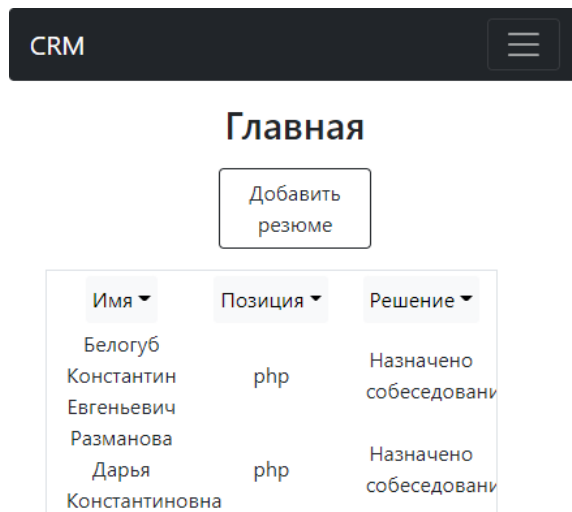 CRM
Главная
Добавить
резюме
Имя Позиция Решение
Белогуб
Константин php Назначено
Евгеньевич собеседовани
Разманова
Дарья php Назначено
Константиновна собеседовани